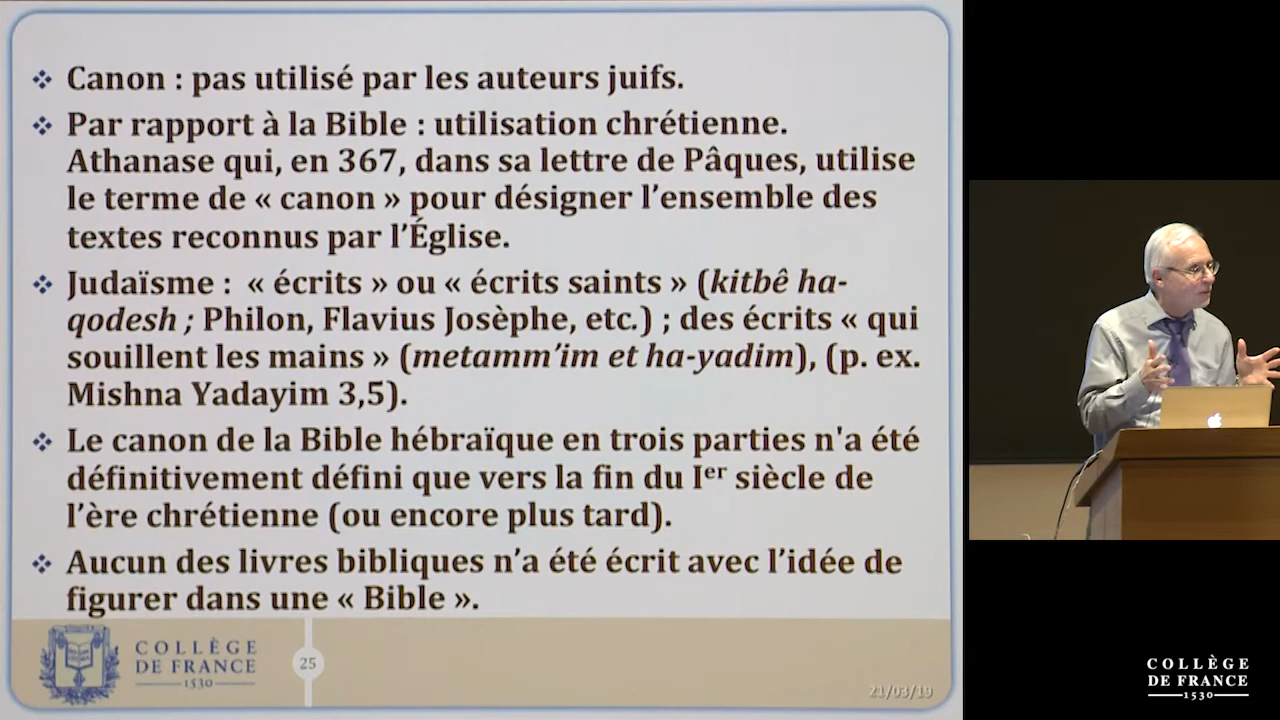 ❖ Canon : pas utilisé par les auteurs juifs.
❖ Par rapport à la Bible : utilisation chrétienne.
Athanase qui, en 367, dans sa lettre de Pâques, utilise
le terme de « canon » pour désigner l’ensemble des
textes reconnus par l’Église.
❖ Judaïsme : « écrits » ou « écrits saints » (kitbê ha-
qodesh ; Philon, Flavius Josèphe, etc.) ; des écrits « qui
souillent les mains » (metamm’im et ha-yadim), (p. ex.
Mishna Yadayim 3,5).
❖ Le canon de la Bible hébraïque en trois parties n'a été
définitivement défini que vers la fin du Ier siècle de
l’ère chrétienne (ou encore plus tard).
❖ Aucun des livres bibliques n’a été écrit avec l’idée de
figurer dans une « Bible ».
COLLÈGE
DE FRANCE
1530
25
21/03/19
COLLÈGE
DE FRANCE
1530